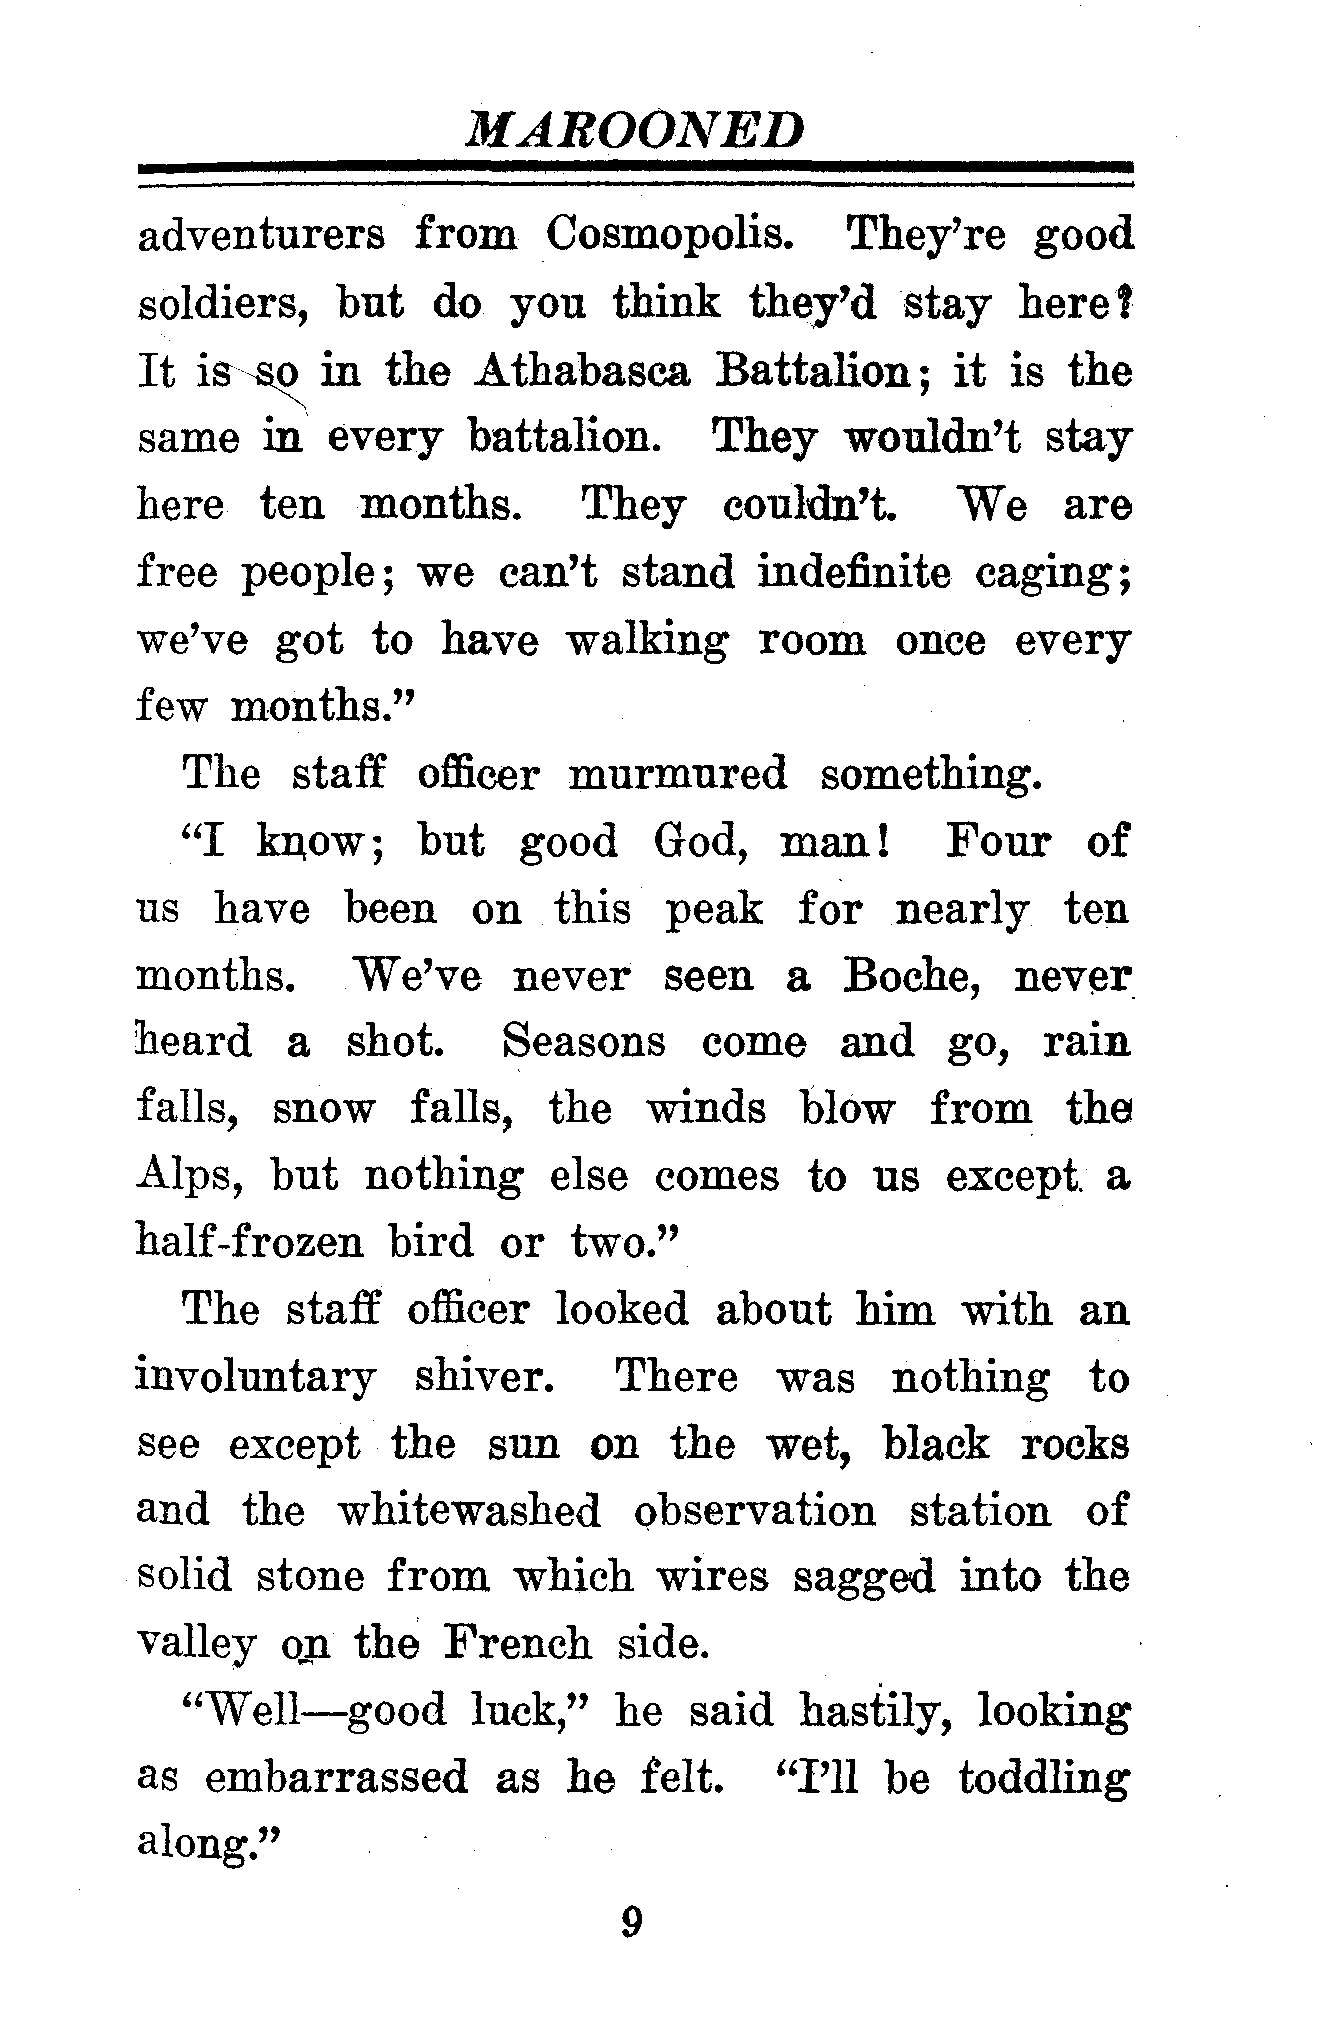 MAROONED
adventurers from Cosmopolis. They're good
soldiers, but do you think they'd stay here?
It is so in the Athabasca Battalion; it is the
same in every battalion. They wouldn't stay
here ten months. They couldn't. We are
free people; we can't stand indefinite caging;
we've got to have walking room once every
few months."
The staff officer murmured something.
"I know; but good God, man! Four of
us have been on this peak for nearly ten
months. We've never seen a Boche, never
heard a shot. Seasons come and go, rain
falls, snow falls, the winds blow from the
Alps, but nothing else comes to us except a
half-frozen bird or two."
The staff officer looked about him with an
involuntary shiver. There was nothing to
see except the sun on the wet, black rocks
and the whitewashed observation station of
solid stone from which wires sagged into the
valley on the French side.
"Well—good luck," he said hastily, looking
as embarrassed as he felt. "I'll be toddling
along."
9